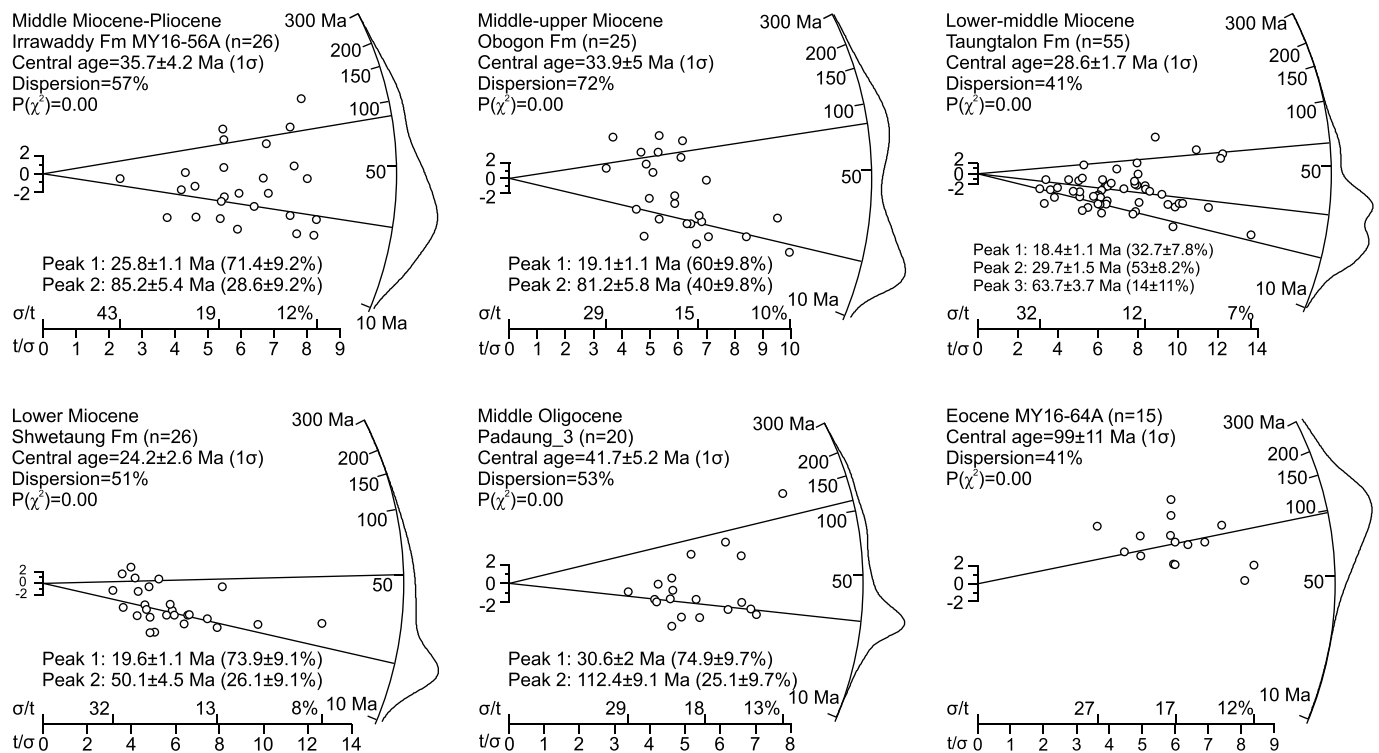 Middle Miocene-Pliocene
Irrawaddy Fm MY16-56A (n=26)
Central age=35.7±4.2 Ma (1σ)
Dispersion=57%
P(χ²)=0.00
300 Ma
200
150
100
50
10 Ma
2
0
-2
Peak 1: 25.8±1.1 Ma (71.4±9.2%)
Peak 2: 85.2±5.4 Ma (28.6±9.2%)
σ/t 43 19 12%
t/σ 0 1 2 3 4 5 6 7 8 9
Middle-upper Miocene
Obogon Fm (n=25)
Central age=33.9±5 Ma (1σ)
Dispersion=72%
P(χ²)=0.00
300 Ma
200
150
100
50
10 Ma
2
0
-2
Peak 1: 19.1±1.1 Ma (60±9.8%)
Peak 2: 81.2±5.8 Ma (40±9.8%)
σ/t 29 15 10%
t/σ 0 1 2 3 4 5 6 7 8 9 10
Lower-middle Miocene
Taungtalon Fm (n=55)
Central age=28.6±1.7 Ma (1σ)
Dispersion=41%
P(χ²)=0.00
300 Ma
200
150
100
50
10 Ma
2
0
-2
Peak 1: 18.4±1.1 Ma (32.7±7.8%)
Peak 2: 29.7±1.5 Ma (53±8.2%)
Peak 3: 63.7±3.7 Ma (14±11%)
σ/t 32 12 7%
t/σ 0 2 4 6 8 10 12 14
Lower Miocene
Shwetaung Fm (n=26)
Central age=24.2±2.6 Ma (1σ)
Dispersion=51%
P(χ²)=0.00
300 Ma
200
150
100
50
10 Ma
2
0
-2
Peak 1: 19.6±1.1 Ma (73.9±9.1%)
Peak 2: 50.1±4.5 Ma (26.1±9.1%)
σ/t 32 13 8%
t/σ 0 2 4 6 8 10 12 14
Middle Oligocene
Padaung_3 (n=20)
Central age=41.7±5.2 Ma (1σ)
Dispersion=53%
P(χ²)=0.00
300 Ma
200
150
100
50
10 Ma
2
0
-2
Peak 1: 30.6±2 Ma (74.9±9.7%)
Peak 2: 112.4±9.1 Ma (25.1±9.7%)
σ/t 29 18 13%
t/σ 0 1 2 3 4 5 6 7 8
Eocene MY16-64A (n=15)
Central age=99±11 Ma (1σ)
Dispersion=41%
P(χ²)=0.00
300 Ma
200
150
100
50
10 Ma
2
0
-2
σ/t 27 17 12%
t/σ 0 1 2 3 4 5 6 7 8 9